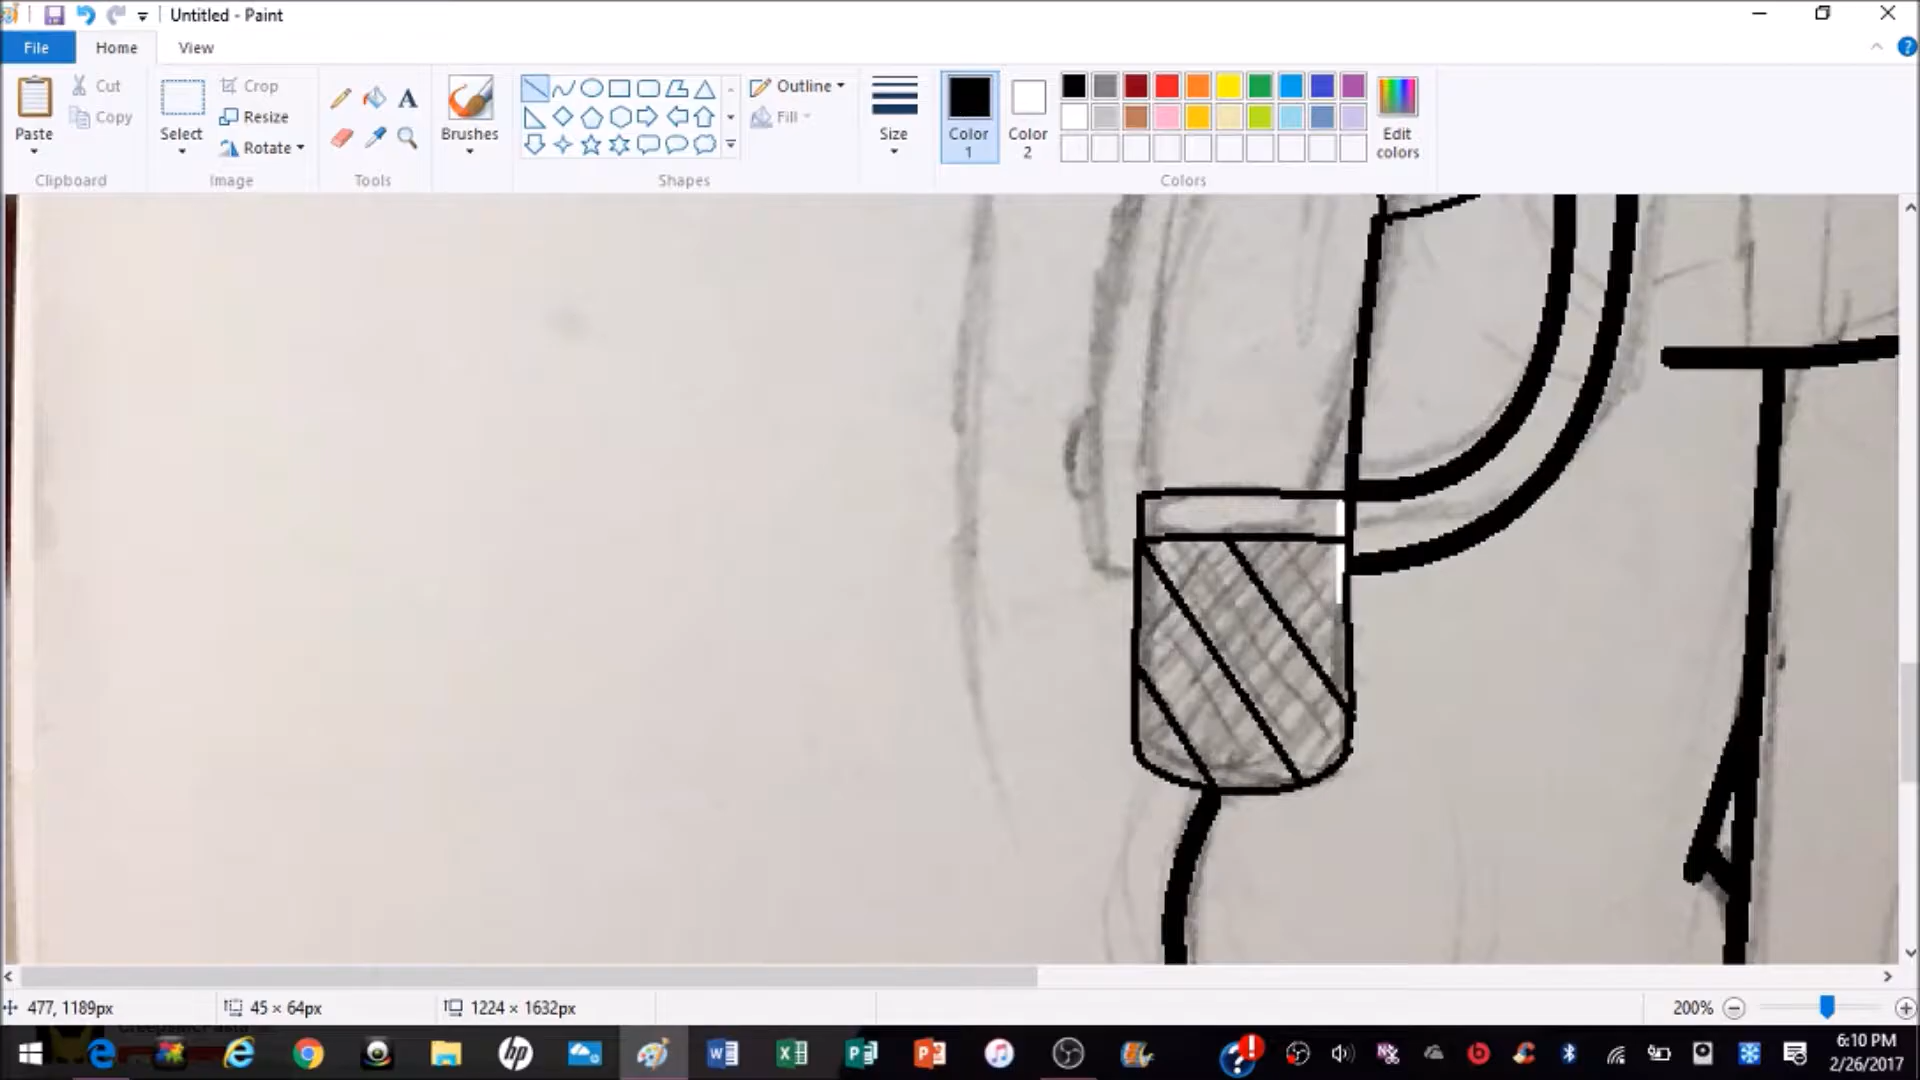 Untitled - Paint
File Home View
Paste
Cut
Copy
Clipboard
Select
Crop
Resize
Rotate
Image
Tools
Brushes
Shapes
Outline
Fill
Size
Color 1
Color 2
Edit colors
Colors
477, 1189px
45 × 64px
1224 × 1632px
200%
hp
6:10 PM
2/26/2017